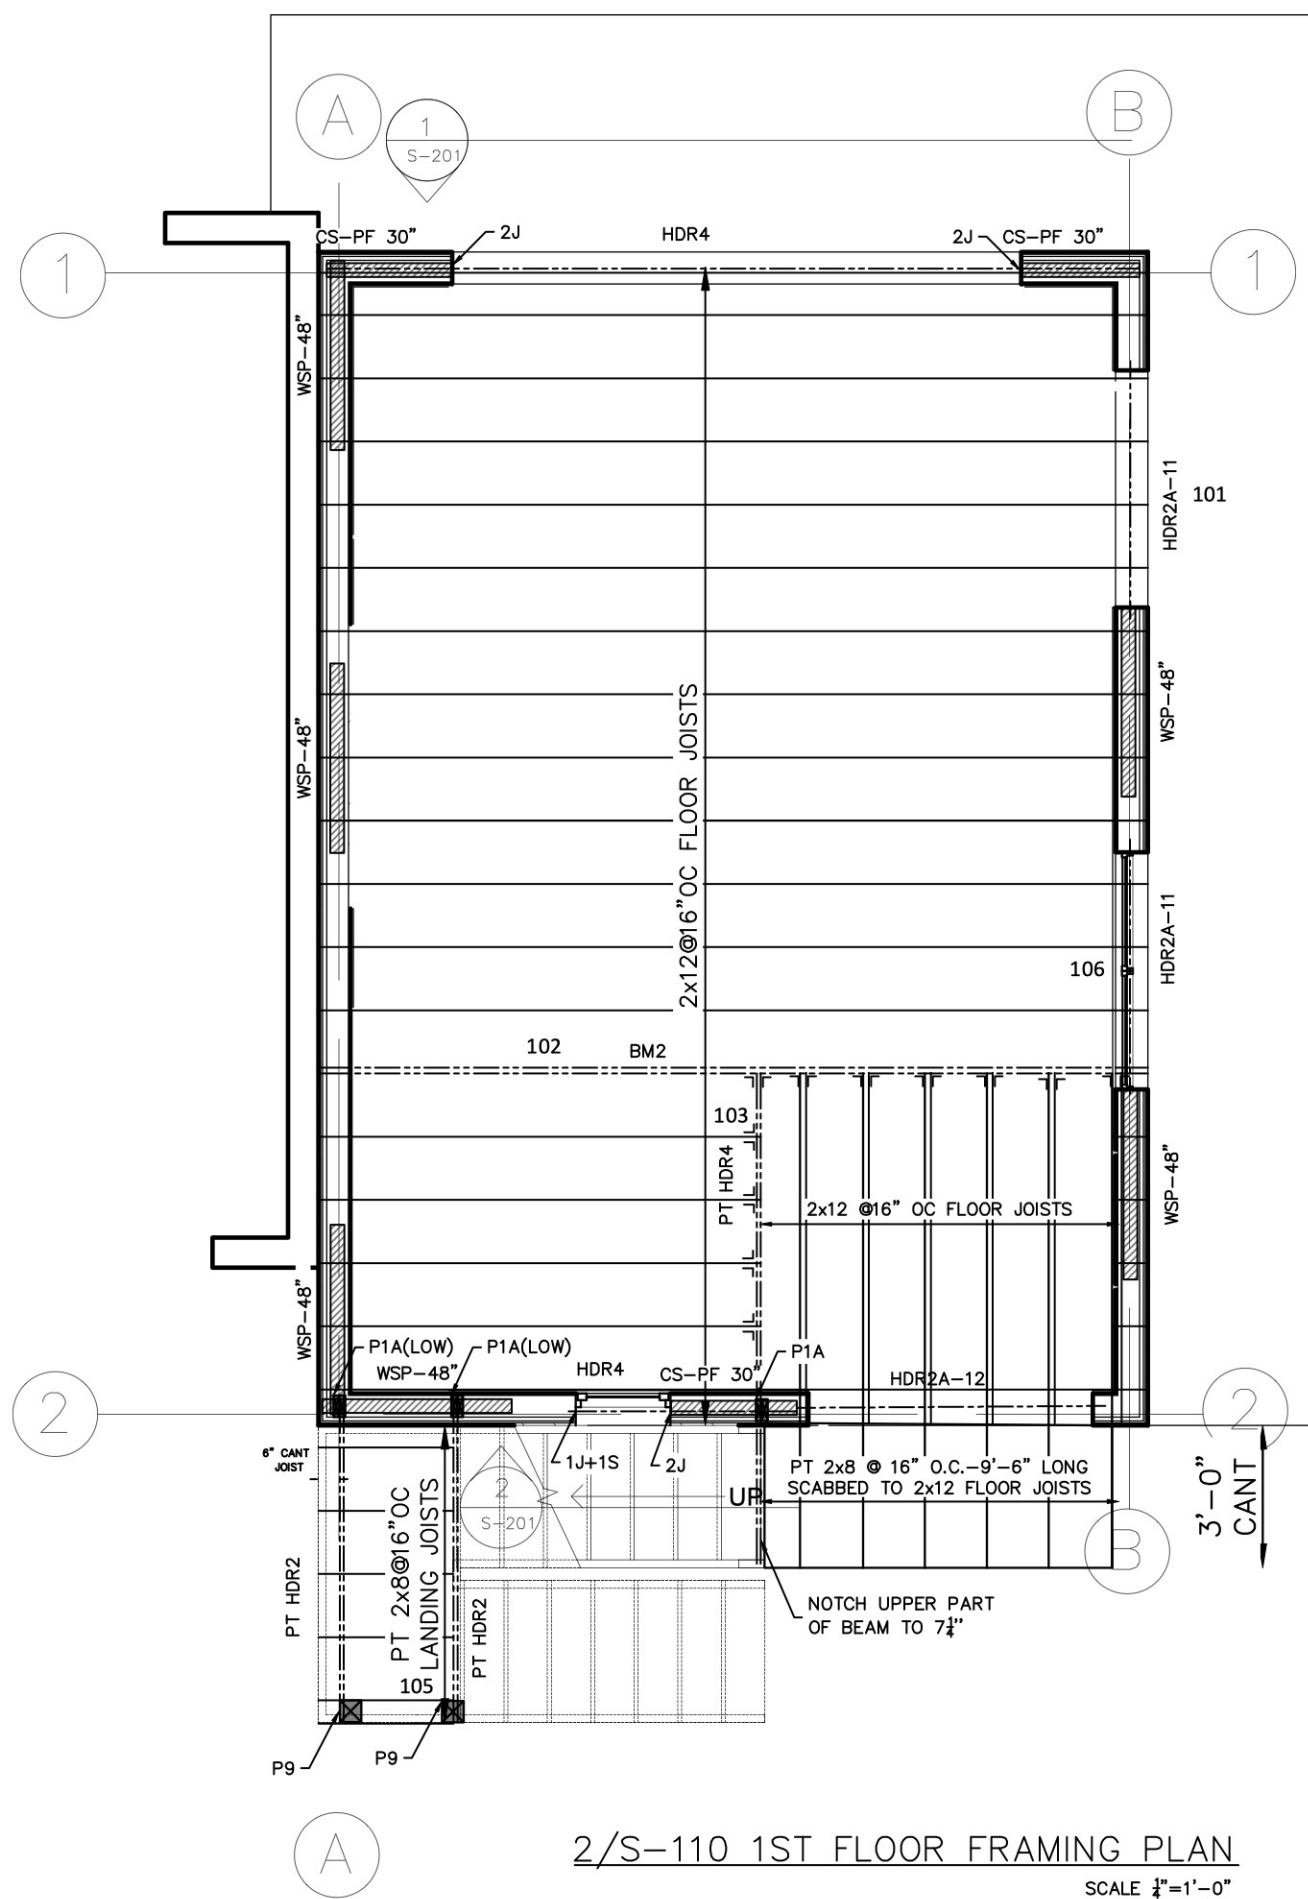 A
B
1
S-201
CS-PF 30"
2J
HDR4
2J
CS-PF 30"
1
1
WSP-48"
HDR2A-11
101
2x12@16"OC FLOOR JOISTS
WSP-48"
WSP-48"
HDR2A-11
106
102
BM2
103
PT HDR4
2x12 @16" OC FLOOR JOISTS
WSP-48"
WSP-48"
P1A(LOW)
P1A(LOW)
WSP-48"
HDR4
CS-PF 30"
P1A
HDR2A-12
2
2
6" CANT
JOIST
2
S-201
1J+1S
2J
UP
PT 2x8 @ 16" O.C.-9'-6" LONG
SCABBED TO 2x12 FLOOR JOISTS
3'-0"
CANT
PT 2x8@16"OC
LANDING JOISTS
PT HDR2
PT HDR2
B
NOTCH UPPER PART
OF BEAM TO 7¼"
105
P9
P9
A
2/S-110 1ST FLOOR FRAMING PLAN
SCALE ¼"=1'-0"